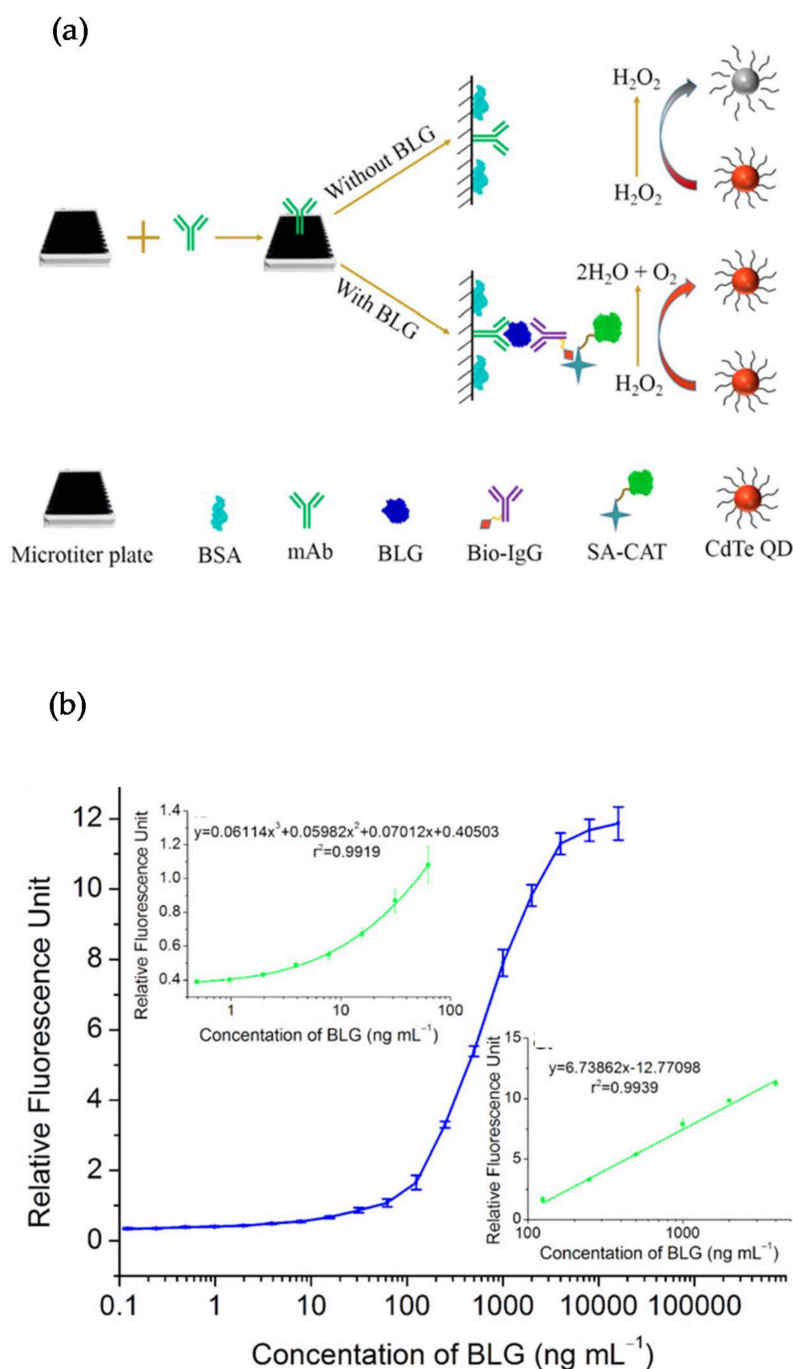 (a)
Without BLG
With BLG
H₂O₂
H₂O₂
2H₂O + O₂
H₂O₂
Microtiter plate
BSA
mAb
BLG
Bio-IgG
SA-CAT
CdTe QD
(b)
Relative Fluorescence Unit
12
10
8
6
4
2
0
0.1
1
10
100
1000
10000
100000
Concentation of BLG (ng mL⁻¹)
Relative Fluorescence Unit
1.4
1.2
1.0
0.8
0.6
0.4
y=0.06114x³+0.05982x²+0.07012x+0.40503
r²=0.9919
1
10
100
Concentation of BLG (ng mL⁻¹)
Relative Fluorescence Unit
15
10
5
0
y=6.73862x-12.77098
r²=0.9939
100
1000
Concentation of BLG (ng mL⁻¹)